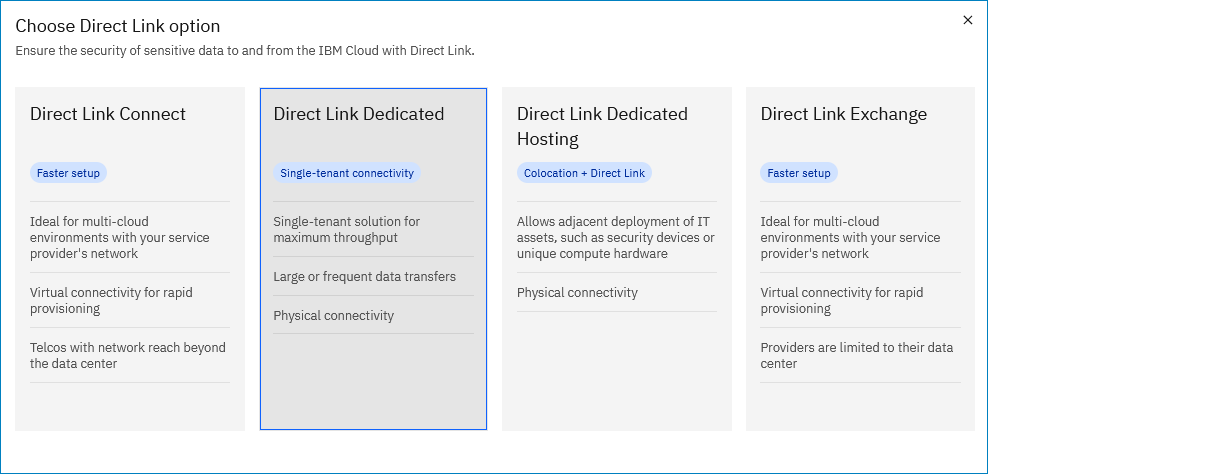 Choose Direct Link option
Ensure the security of sensitive data to and from the IBM Cloud with Direct Link.
Direct Link Connect
Faster setup
Ideal for multi-cloud
environments with your service
provider's network
Virtual connectivity for rapid
provisioning
Telcos with network reach beyond
the data center
Direct Link Dedicated
Single-tenant connectivity
Single-tenant solution for
maximum throughput
Large or frequent data transfers
Physical connectivity
Direct Link Dedicated
Hosting
Colocation + Direct Link
Allows adjacent deployment of IT
assets, such as security devices or
unique compute hardware
Physical connectivity
Direct Link Exchange
Faster setup
Ideal for multi-cloud
environments with your service
provider's network
Virtual connectivity for rapid
provisioning
Providers are limited to their data
center